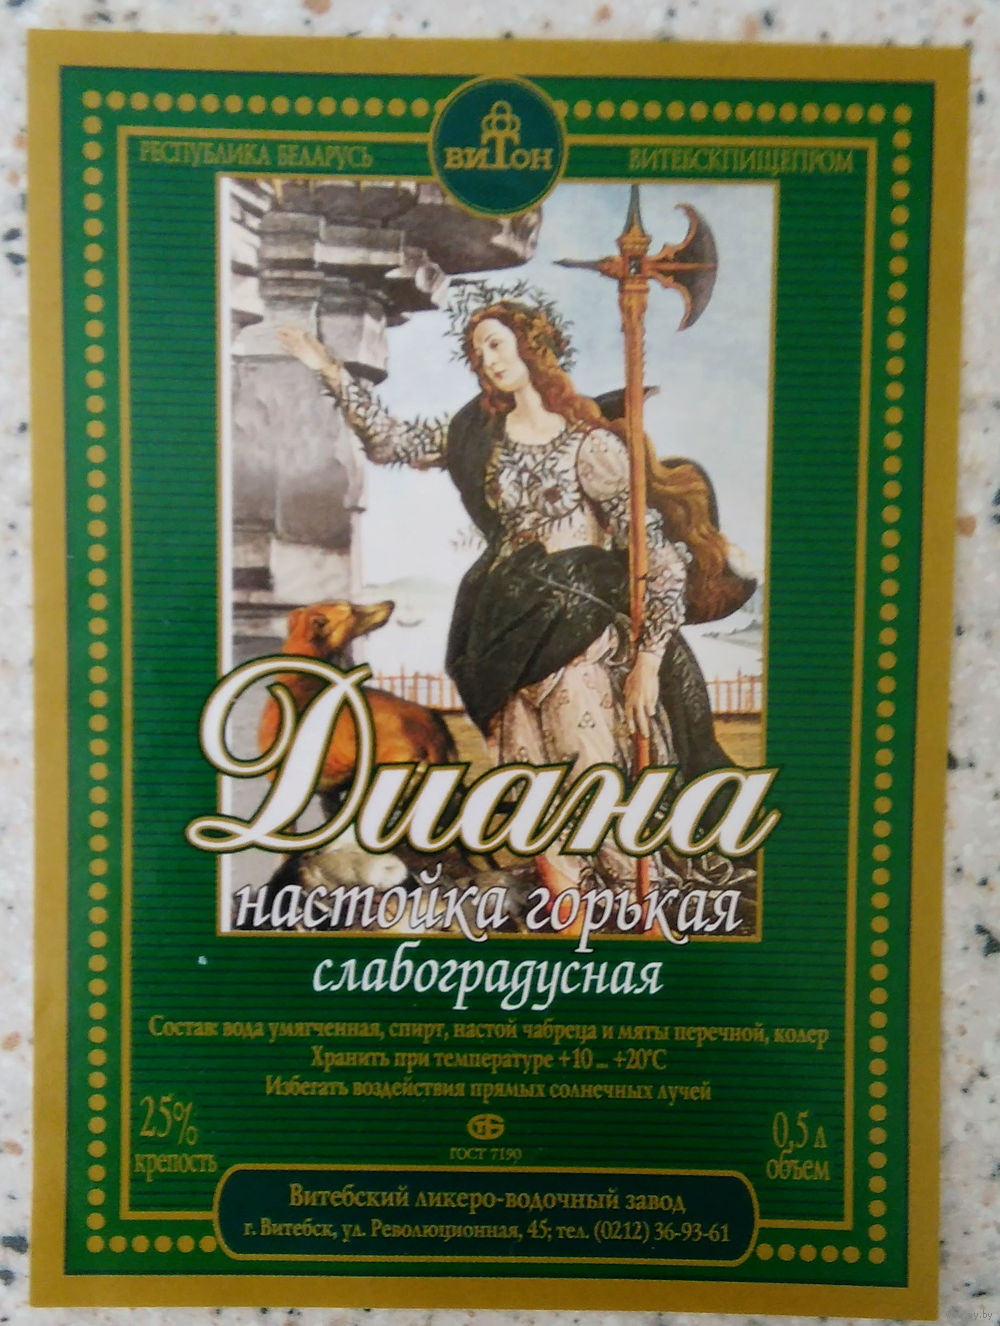 РЕСПУБЛИКА БЕЛАРУСЬ
ВИТОН
ВИТЕБСКПИЩЕПРОМ
Диана
настойка горькая
слабоградусная
Состав: вода умягченная, спирт, настой чабреца и мяты перечной, колер
Хранить при температуре +10 ... +20°С
Избегать воздействия прямых солнечных лучей
25%
крепость
ГОСТ 7190
0,5 л
объем
Витебский ликеро-водочный завод
г. Витебск, ул. Революционная, 45; тел. (0212) 36-93-61